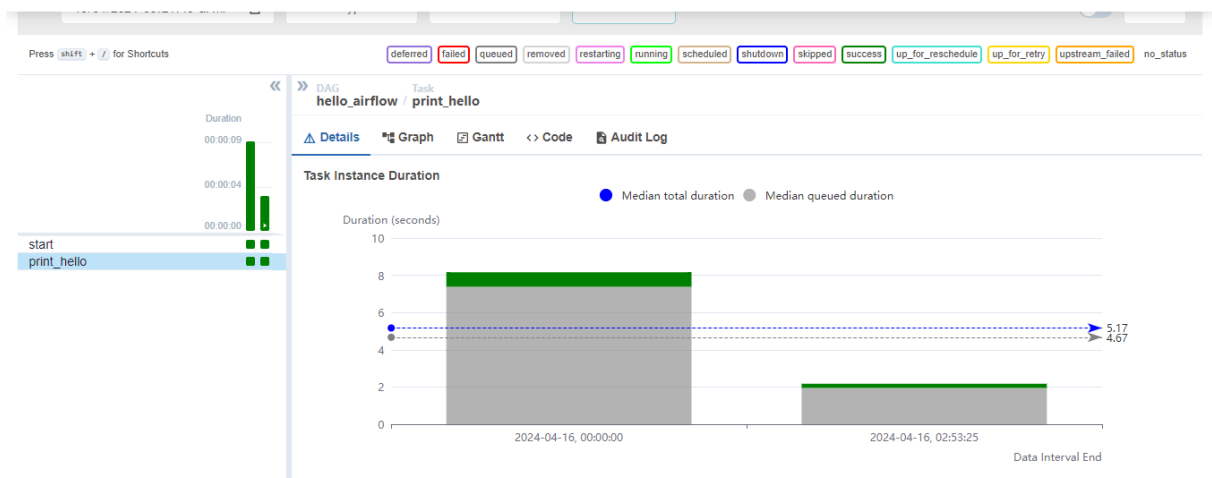 Press shift + / for Shortcuts
deferred failed queued removed restarting running scheduled shutdown skipped success up_for_reschedule up_for_retry upstream_failed no_status
DAG Task
hello_airflow / print_hello
Duration
00:00:09
00:00:04
00:00:00
start
print_hello
Details Graph Gantt <> Code Audit Log
Task Instance Duration
Median total duration Median queued duration
Duration (seconds)
10
8
6
4
2
0
5.17
4.67
2024-04-16, 00:00:00 2024-04-16, 02:53:25
Data Interval End